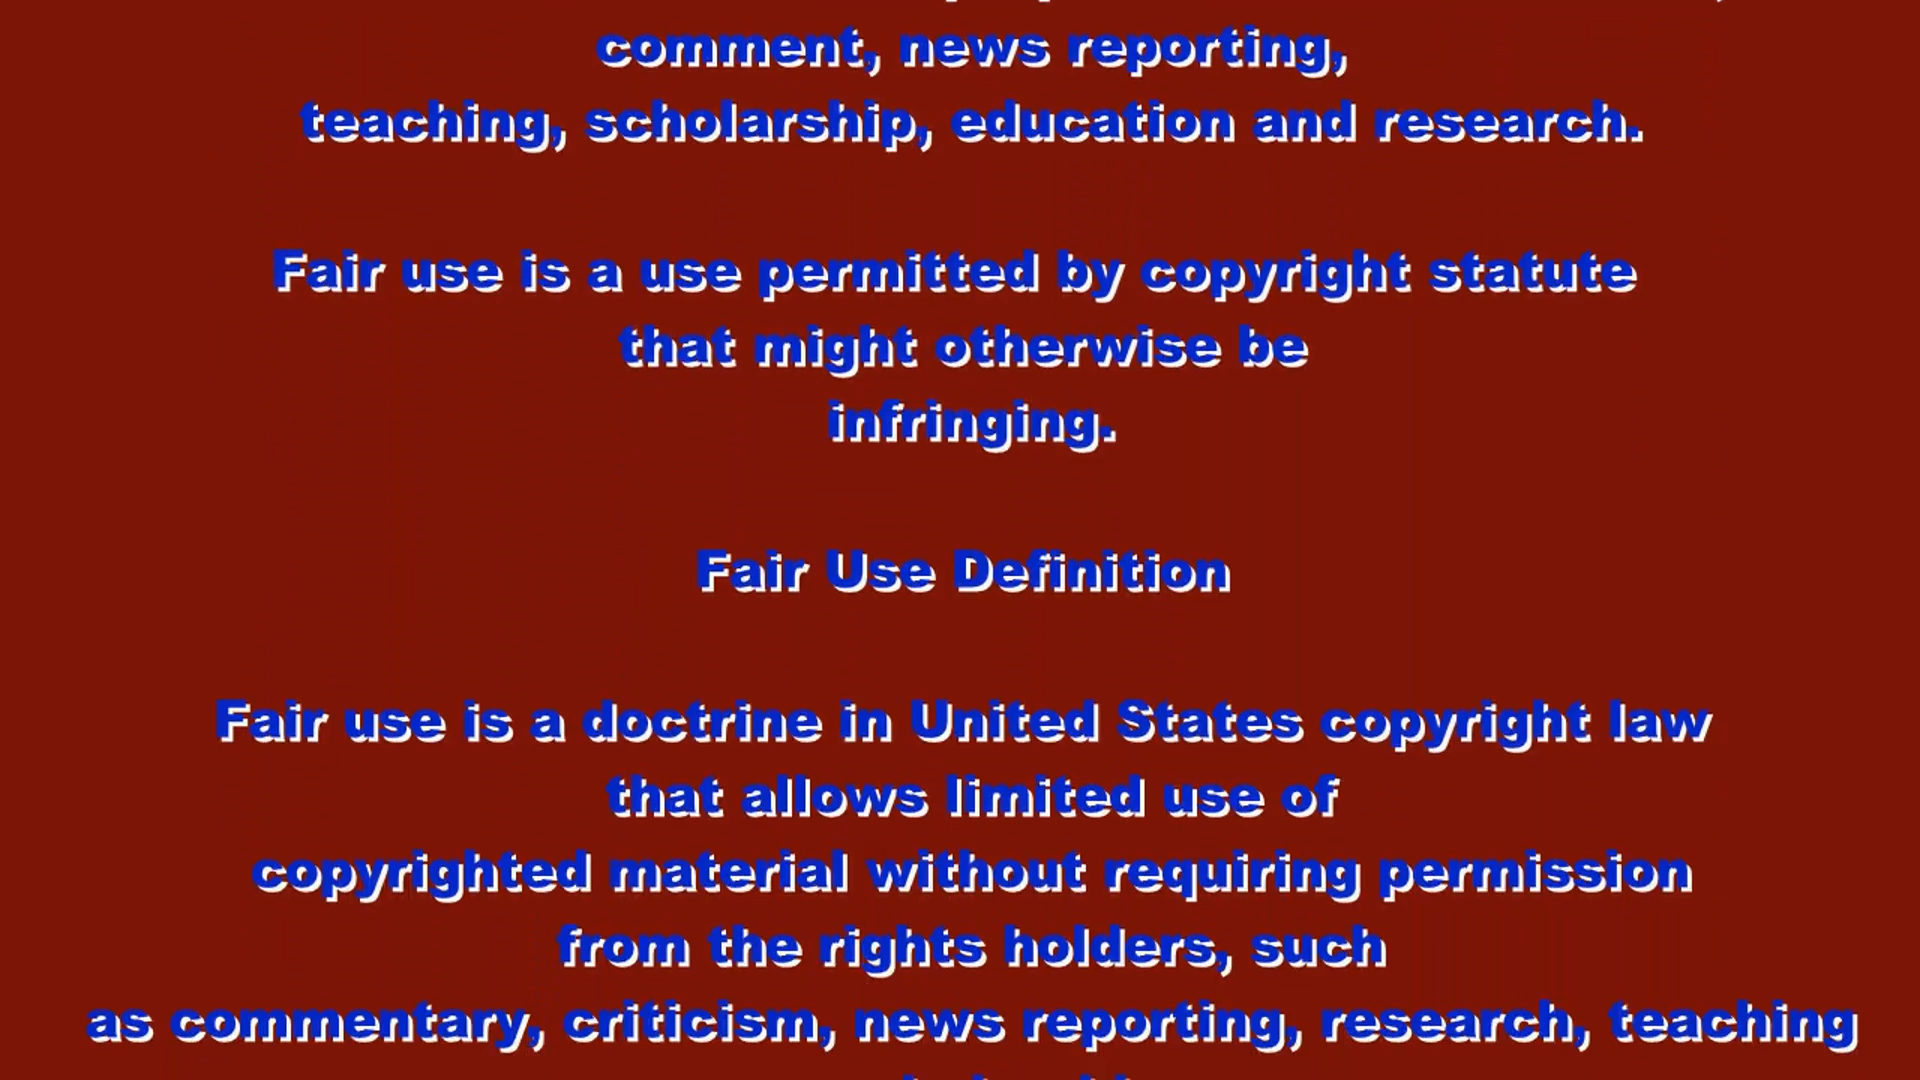 comment, news reporting,
teaching, scholarship, education and research.
Fair use is a use permitted by copyright statute
that might otherwise be
infringing.
Fair Use Definition
Fair use is a doctrine in United States copyright law
that allows limited use of
copyrighted material without requiring permission
from the rights holders, such
as commentary, criticism, news reporting, research, teaching